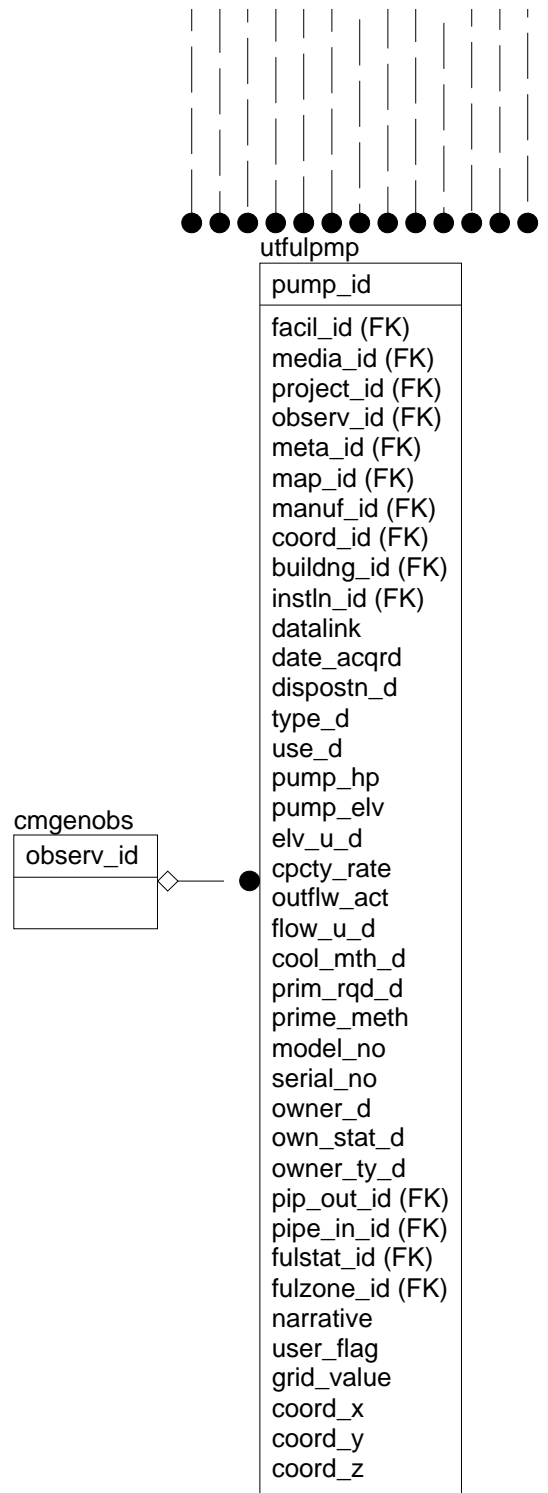 utfulpmp
pump_id
facil_id (FK)
media_id (FK)
project_id (FK)
observ_id (FK)
meta_id (FK)
map_id (FK)
manuf_id (FK)
coord_id (FK)
buildng_id (FK)
instln_id (FK)
datalink
date_acqrd
dispostn_d
type_d
use_d
pump_hp
pump_elv
elv_u_d
cpcty_rate
outflw_act
flow_u_d
cool_mth_d
prim_rqd_d
prime_meth
model_no
serial_no
owner_d
own_stat_d
owner_ty_d
pip_out_id (FK)
pipe_in_id (FK)
fulstat_id (FK)
fulzone_id (FK)
narrative
user_flag
grid_value
coord_x
coord_y
coord_z
cmgenobs
observ_id